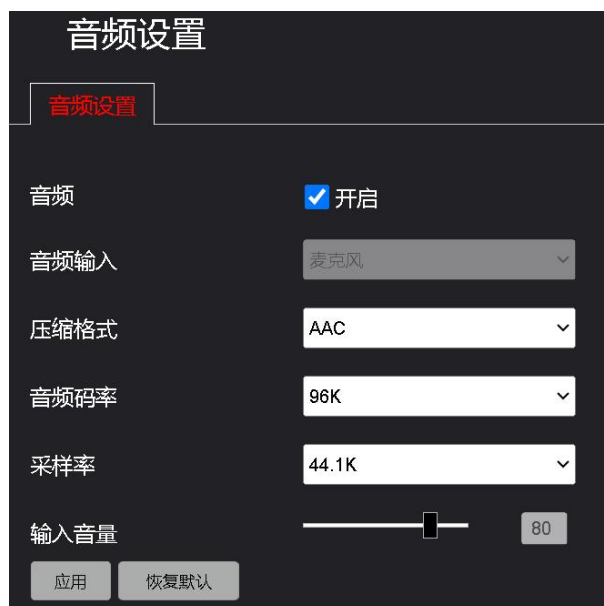 音频设置
音频设置
音频 开启
音频输入 麦克风
压缩格式 AAC
音频码率 96K
采样率 44.1K
输入音量 80
应用 恢复默认